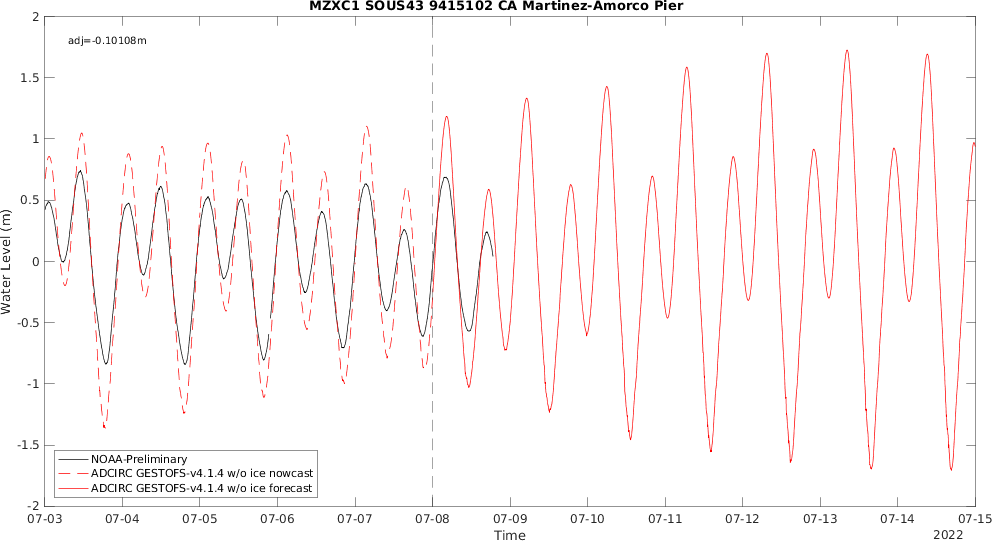 MZXC1 SOUS43 9415102 CA Martinez-Amorco Pier
adj=-0.10108m
2
1.5
1
0.5
0
-0.5
-1
-1.5
-2
Water Level (m)
NOAA-Preliminary
ADCIRC GESTOFS-v4.1.4 w/o ice nowcast
ADCIRC GESTOFS-v4.1.4 w/o ice forecast
07-03 07-04 07-05 07-06 07-07 07-08 07-09 07-10 07-11 07-12 07-13 07-14 07-15
Time
2022